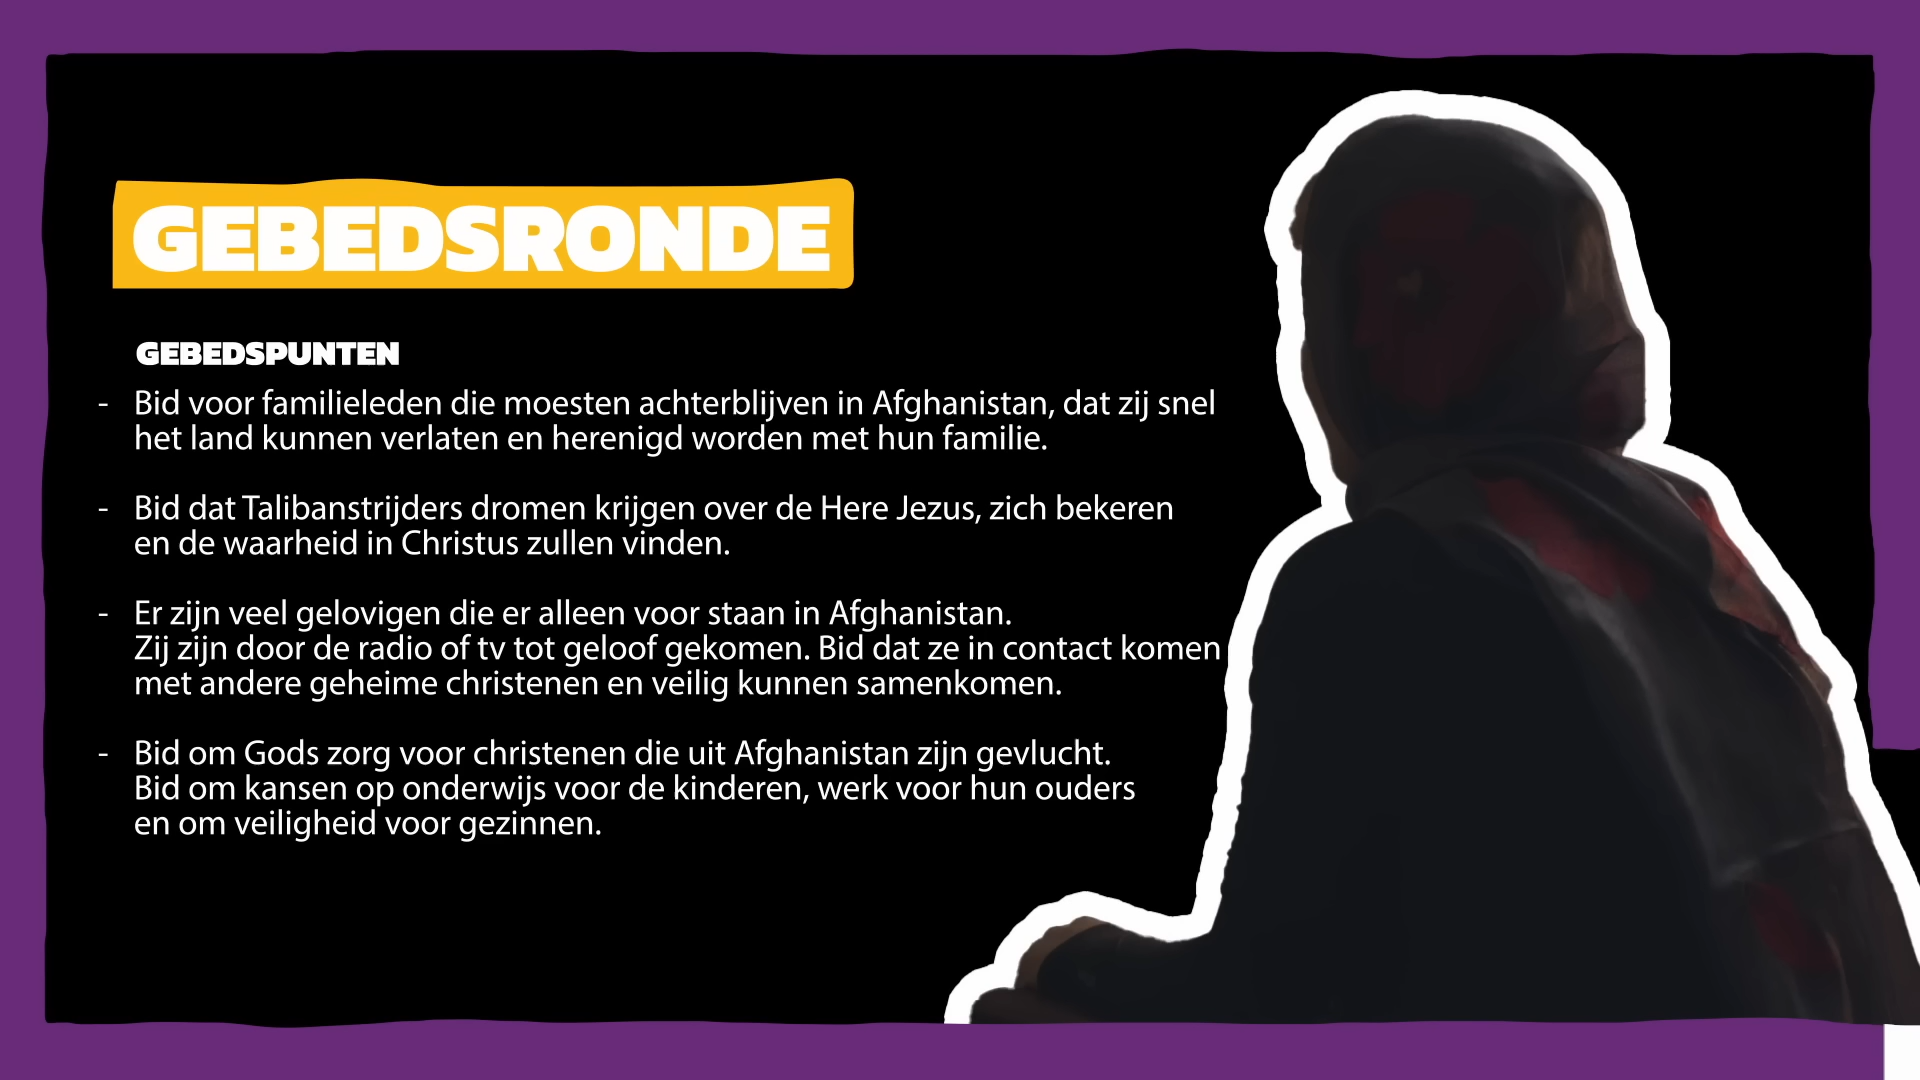 GEBEDSRONDE
GEBEDSPUNTEN
- Bid voor familieleden die moesten achterblijven in Afghanistan, dat zij snel
het land kunnen verlaten en herenigd worden met hun familie.
- Bid dat Talibanstrijders dromen krijgen over de Here Jezus, zich bekeren
en de waarheid in Christus zullen vinden.
- Er zijn veel gelovigen die er alleen voor staan in Afghanistan.
Zij zijn door de radio of tv tot geloof gekomen. Bid dat ze in contact komen
met andere geheime christenen en veilig kunnen samenkomen.
- Bid om Gods zorg voor christenen die uit Afghanistan zijn gevlucht.
Bid om kansen op onderwijs voor de kinderen, werk voor hun ouders
en om veiligheid voor gezinnen.